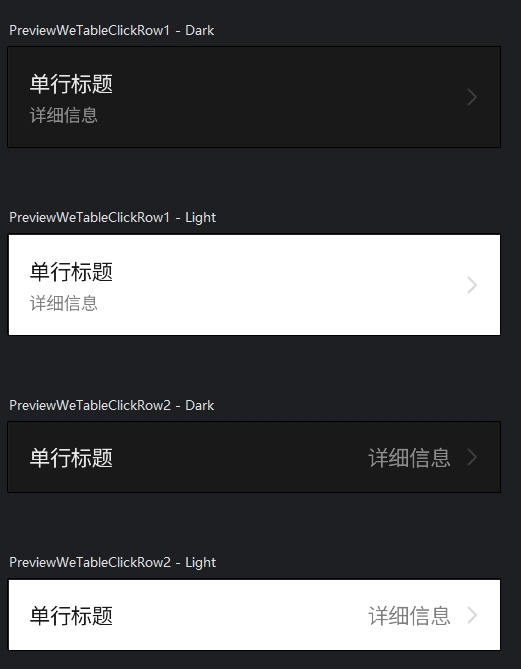 PreviewWeTableClickRow1 - Dark
单行标题
详细信息
PreviewWeTableClickRow1 - Light
单行标题
详细信息
PreviewWeTableClickRow2 - Dark
单行标题 详细信息
PreviewWeTableClickRow2 - Light
单行标题 详细信息